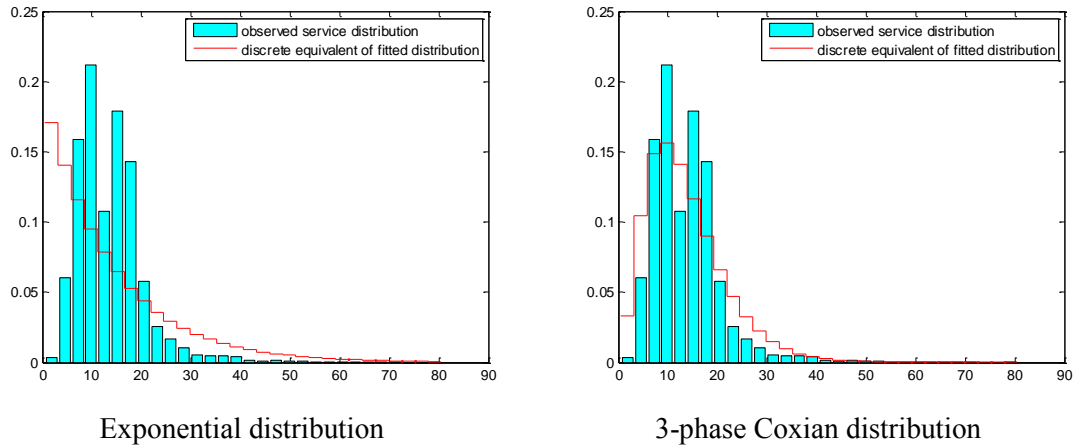 0.25
0.2
0.15
0.1
0.05
0
0 10 20 30 40 50 60 70 80 90
observed service distribution
discrete equivalent of fitted distribution
Exponential distribution
0.25
0.2
0.15
0.1
0.05
0
0 10 20 30 40 50 60 70 80 90
observed service distribution
discrete equivalent of fitted distribution
3-phase Coxian distribution